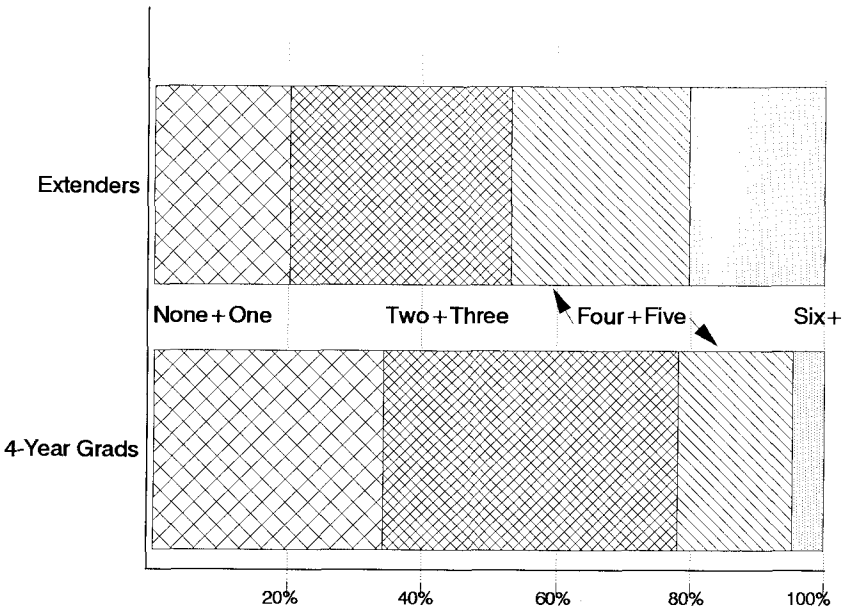 Extenders
None+One Two+Three Four+Five Six+
4-Year Grads
20% 40% 60% 80% 100%